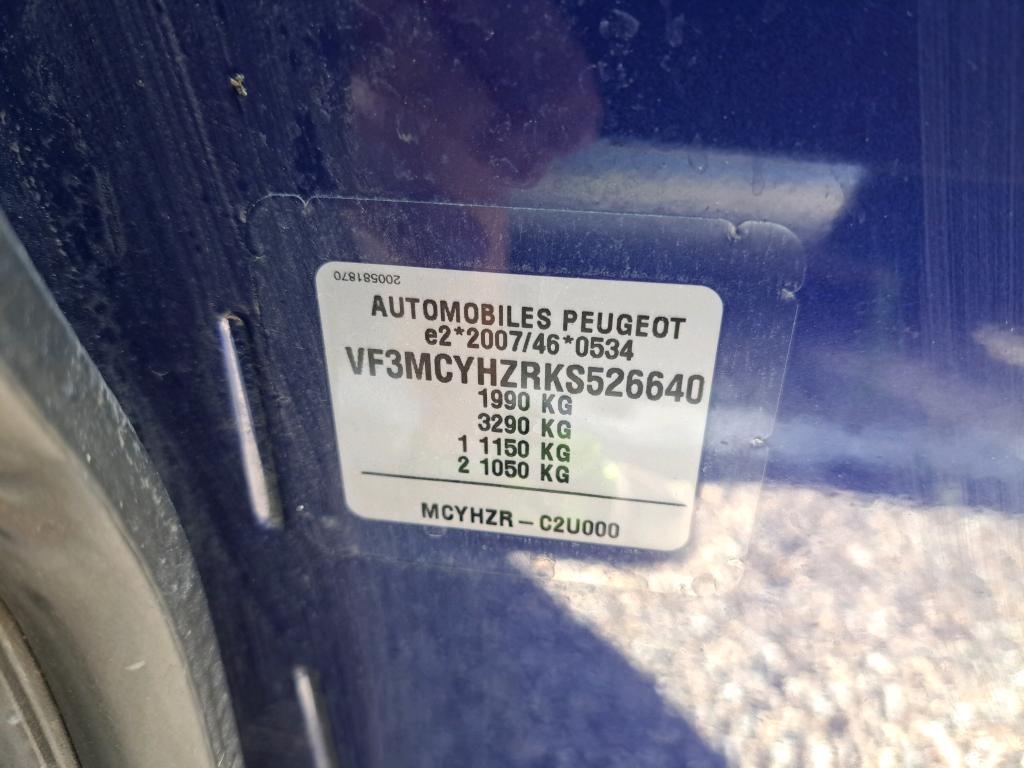 200581870
AUTOMOBILES PEUGEOT
e2*2007/46*0534
VF3MCYHZRKS526640
1990 KG
3290 KG
1 1150 KG
2 1050 KG
MCYHZR – C2U000